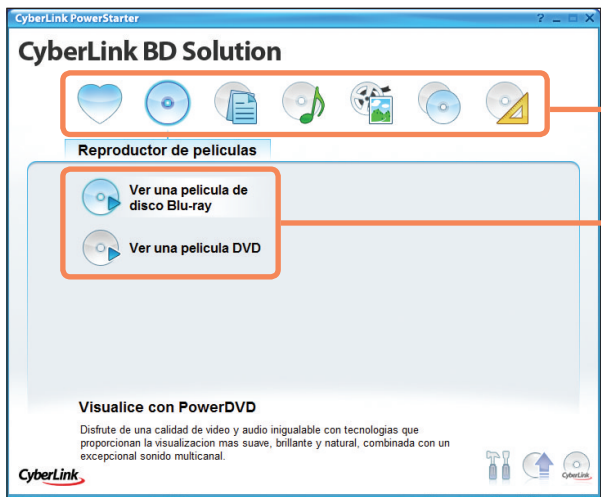 CyberLink PowerStarter
CyberLink BD Solution
Reproductor de peliculas
Ver una pelicula de
disco Blu-ray
Ver una pelicula DVD
Visualice con PowerDVD
Disfrute de una calidad de video y audio inigualable con tecnologias que
proporcionan la visualizacion mas suave, brillante y natural, combinada con un
excepcional sonido multicanal.
CyberLink
CyberLink